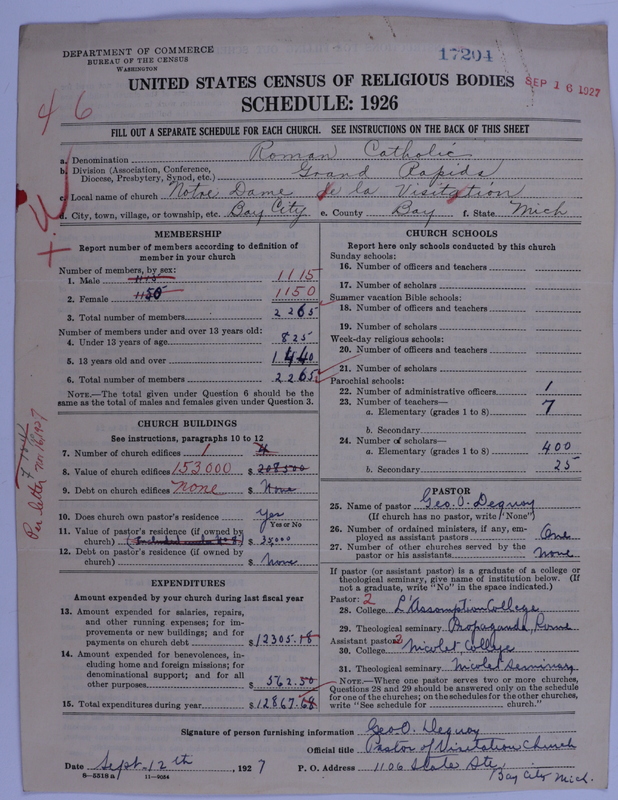 DEPARTMENT OF COMMERCE
BUREAU OF THE CENSUS
WASHINGTON
17294
UNITED STATES CENSUS OF RELIGIOUS BODIES
SEP 16 1927
SCHEDULE: 1926
46
FILL OUT A SEPARATE SCHEDULE FOR EACH CHURCH. SEE INSTRUCTIONS ON THE BACK OF THIS SHEET
a. Denomination Roman Catholic
b. Division (Association, Conference, Diocese, Presbytery, Synod, etc.) Grand Rapids
c. Local name of church Notre Dame de la Visitation
d. City, town, village, or township, etc. Bay City e. County Bay f. State Mich
MEMBERSHIP
Report number of members according to definition of
member in your church
Number of members, by sex:
1. Male 1115 1115
2. Female 1150 1150
3. Total number of members 2265
Number of members under and over 13 years old:
4. Under 13 years of age 825
5. 13 years old and over 1440
6. Total number of members 2265
NOTE.—The total given under Question 6 should be
same as the total of males and females given under Question 3.
CHURCH BUILDINGS
See instructions, paragraphs 10 to 12
7. Number of church edifices 1
8. Value of church edifices 153,000 $
9. Debt on church edifices none $ None
10. Does church own pastor's residence yes
Yes or No
11. Value of pastor's residence (if owned by
church) $
12. Debt on pastor's residence (if owned by
church) $ None
EXPENDITURES
Amount expended by your church during last fiscal year
13. Amount expended for salaries, repairs,
and other running expenses; for im-
provements or new buildings; and for
payments on church debt $ 12305.18
14. Amount expended for benevolences, in-
cluding home and foreign missions; for
denominational support; and for all
other purposes $ 562.50
15. Total expenditures during year $ 12867.68
CHURCH SCHOOLS
Report here only schools conducted by this church
Sunday schools:
16. Number of officers and teachers
17. Number of scholars
Summer vacation Bible schools:
18. Number of officers and teachers
19. Number of scholars
Week-day religious schools:
20. Number of officers and teachers
21. Number of scholars
Parochial schools:
22. Number of administrative officers 1
23. Number of teachers—
a. Elementary (grades 1 to 8) 7
b. Secondary
24. Number of scholars—
a. Elementary (grades 1 to 8) 400
b. Secondary 25
PASTOR
25. Name of pastor Geo. O. Dequoy
(If church has no pastor, write "None")
26. Number of ordained ministers, if any, em-
ployed as assistant pastors One
27. Number of other churches served by the
pastor or his assistants None
If pastor (or assistant pastor) is a graduate of a college or
theological seminary, give name of institution below. (If
not a graduate, write "No" in the space indicated.)
Pastor: 2
28. College L'Assomption College
29. Theological seminary Propaganda, Rome
Assistant pastor: 2
30. College Nicolet College
31. Theological seminary Nicolet Seminary
NOTE.—Where one pastor serves two or more churches,
Questions 28 and 29 should be answered only on the schedule
for one of the churches; on the schedules for the other churches,
write "See schedule for church."
Signature of person furnishing information Geo. O. Dequoy
Official title Pastor of Visitation Church
Date Sept. 12th, 1927 P. O. Address 1106 State Str.
Bay City Mich.
8—5518a 11—9054